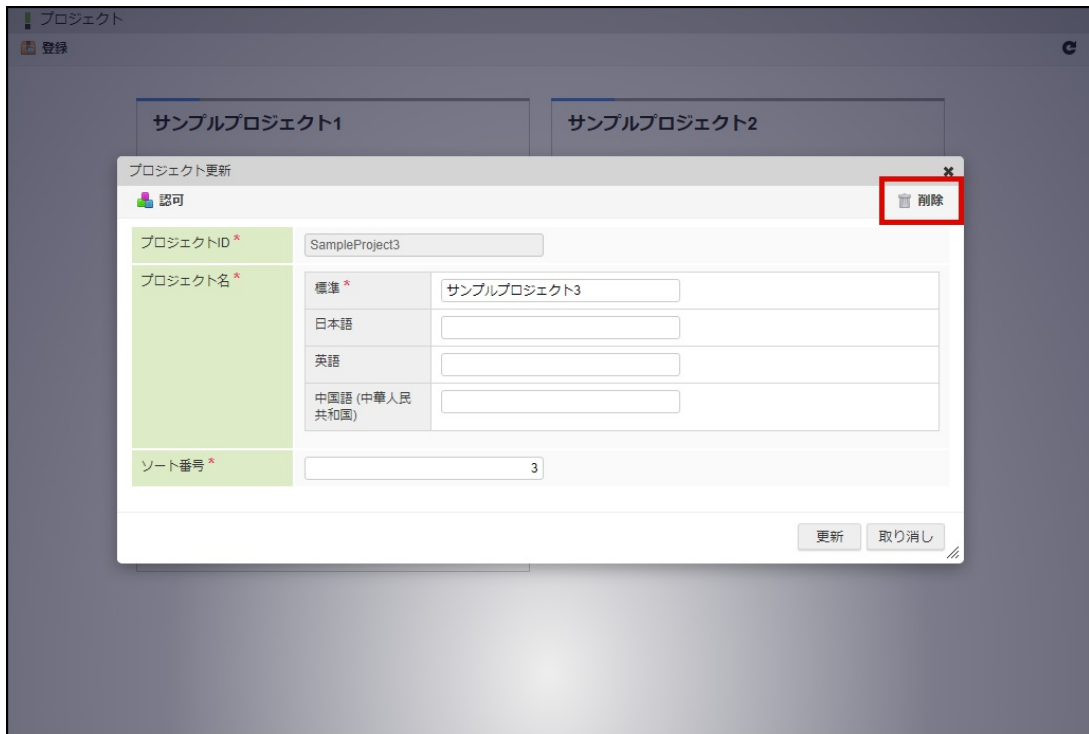 プロジェクト
登録
サンプルプロジェクト1
サンプルプロジェクト2
プロジェクト更新
認可
削除
プロジェクトID *
SampleProject3
プロジェクト名 *
標準 *
サンプルプロジェクト3
日本語
英語
中国語 (中華人民
共和国)
ソート番号 *
3
更新
取り消し